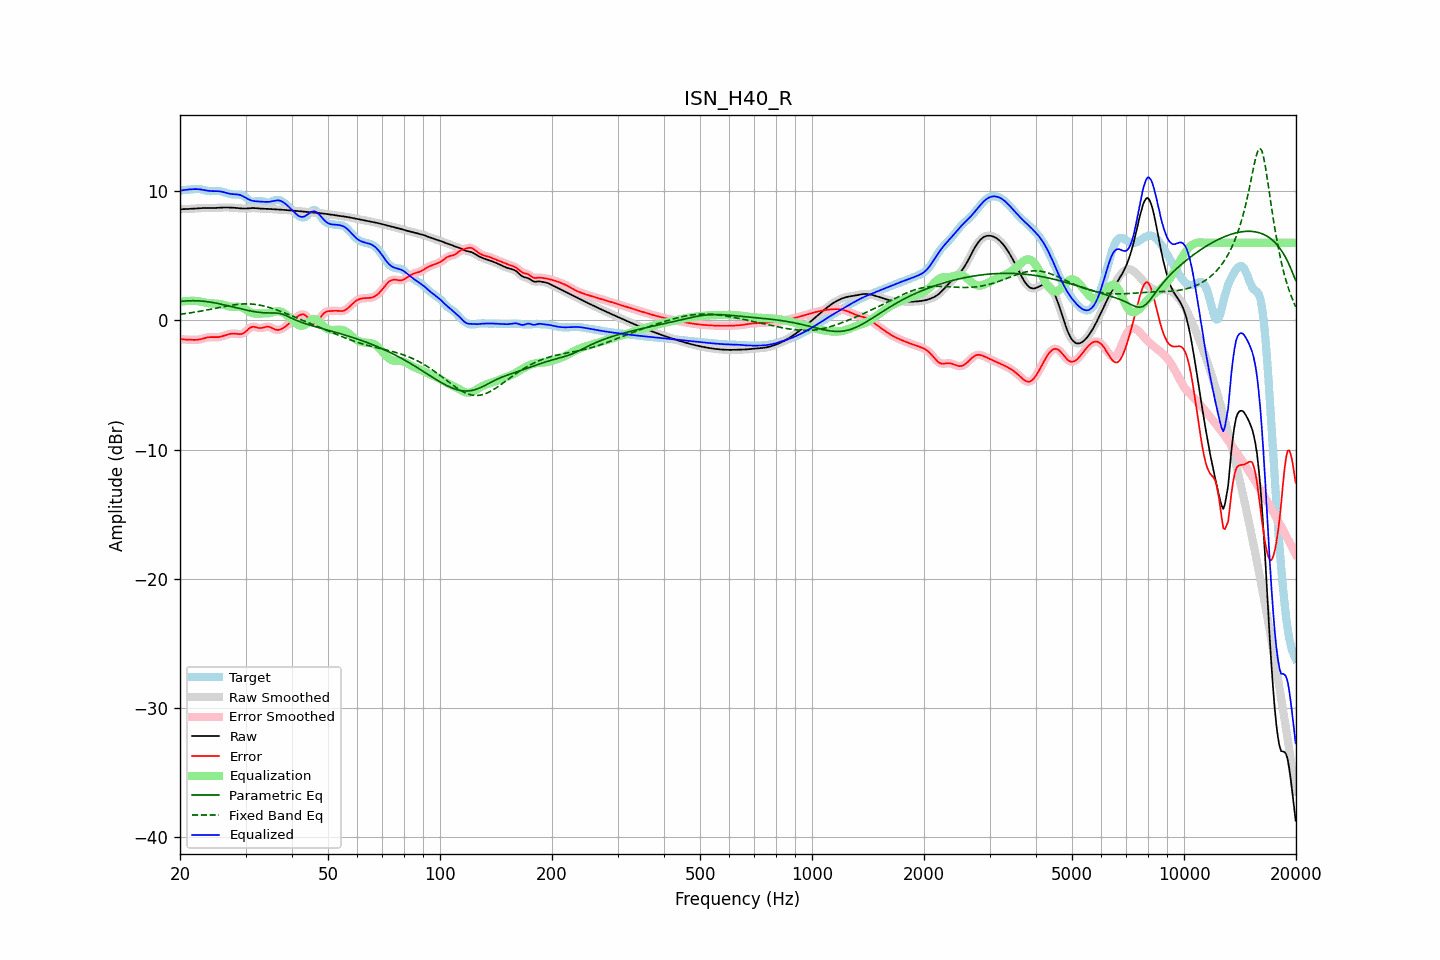 ISN_H40_R
Amplitude (dBr)
10
0
−10
−20
−30
−40
Target
Raw Smoothed
Error Smoothed
Raw
Error
Equalization
Parametric Eq
Fixed Band Eq
Equalized
20 50 100 200 500 1000 2000 5000 10000 20000
Frequency (Hz)